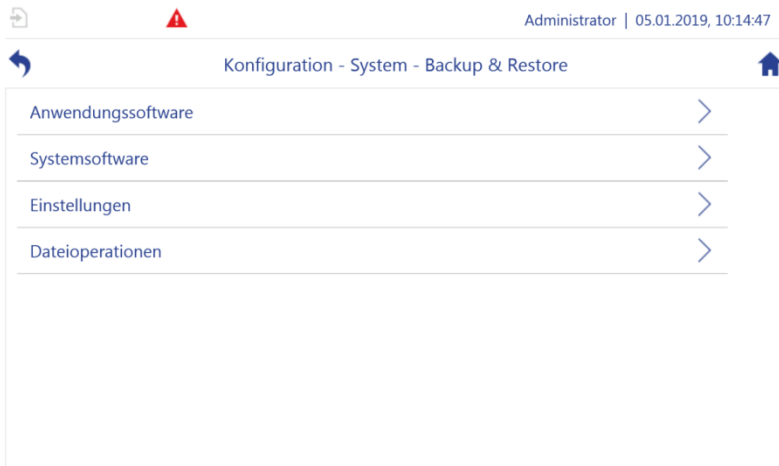 Administrator | 05.01.2019, 10:14:47
Konfiguration - System - Backup & Restore
Anwendungssoftware
Systemsoftware
Einstellungen
Dateioperationen